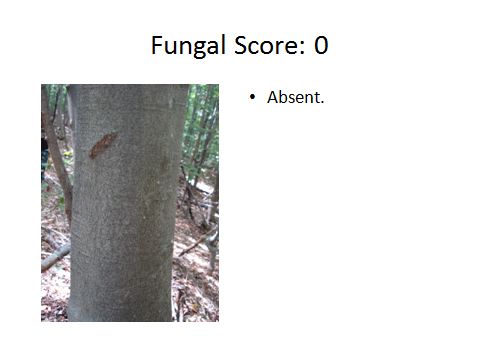 Fungal Score: 0
• Absent.